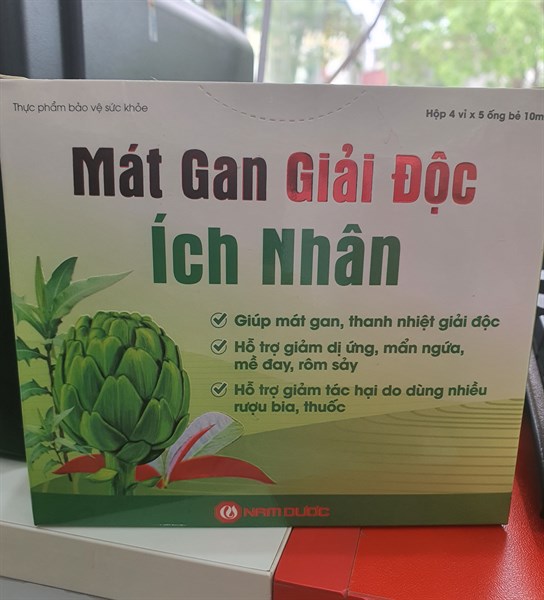 Thực phẩm bảo vệ sức khỏe
Hộp 4 vỉ x 5 ống bẻ 10m
Mát Gan Giải Độc
Ích Nhân
Giúp mát gan, thanh nhiệt giải độc
Hỗ trợ giảm dị ứng, mẩn ngứa,
mề đay, rôm sảy
Hỗ trợ giảm tác hại do dùng nhiều
rượu bia, thuốc
NAM DƯỢC